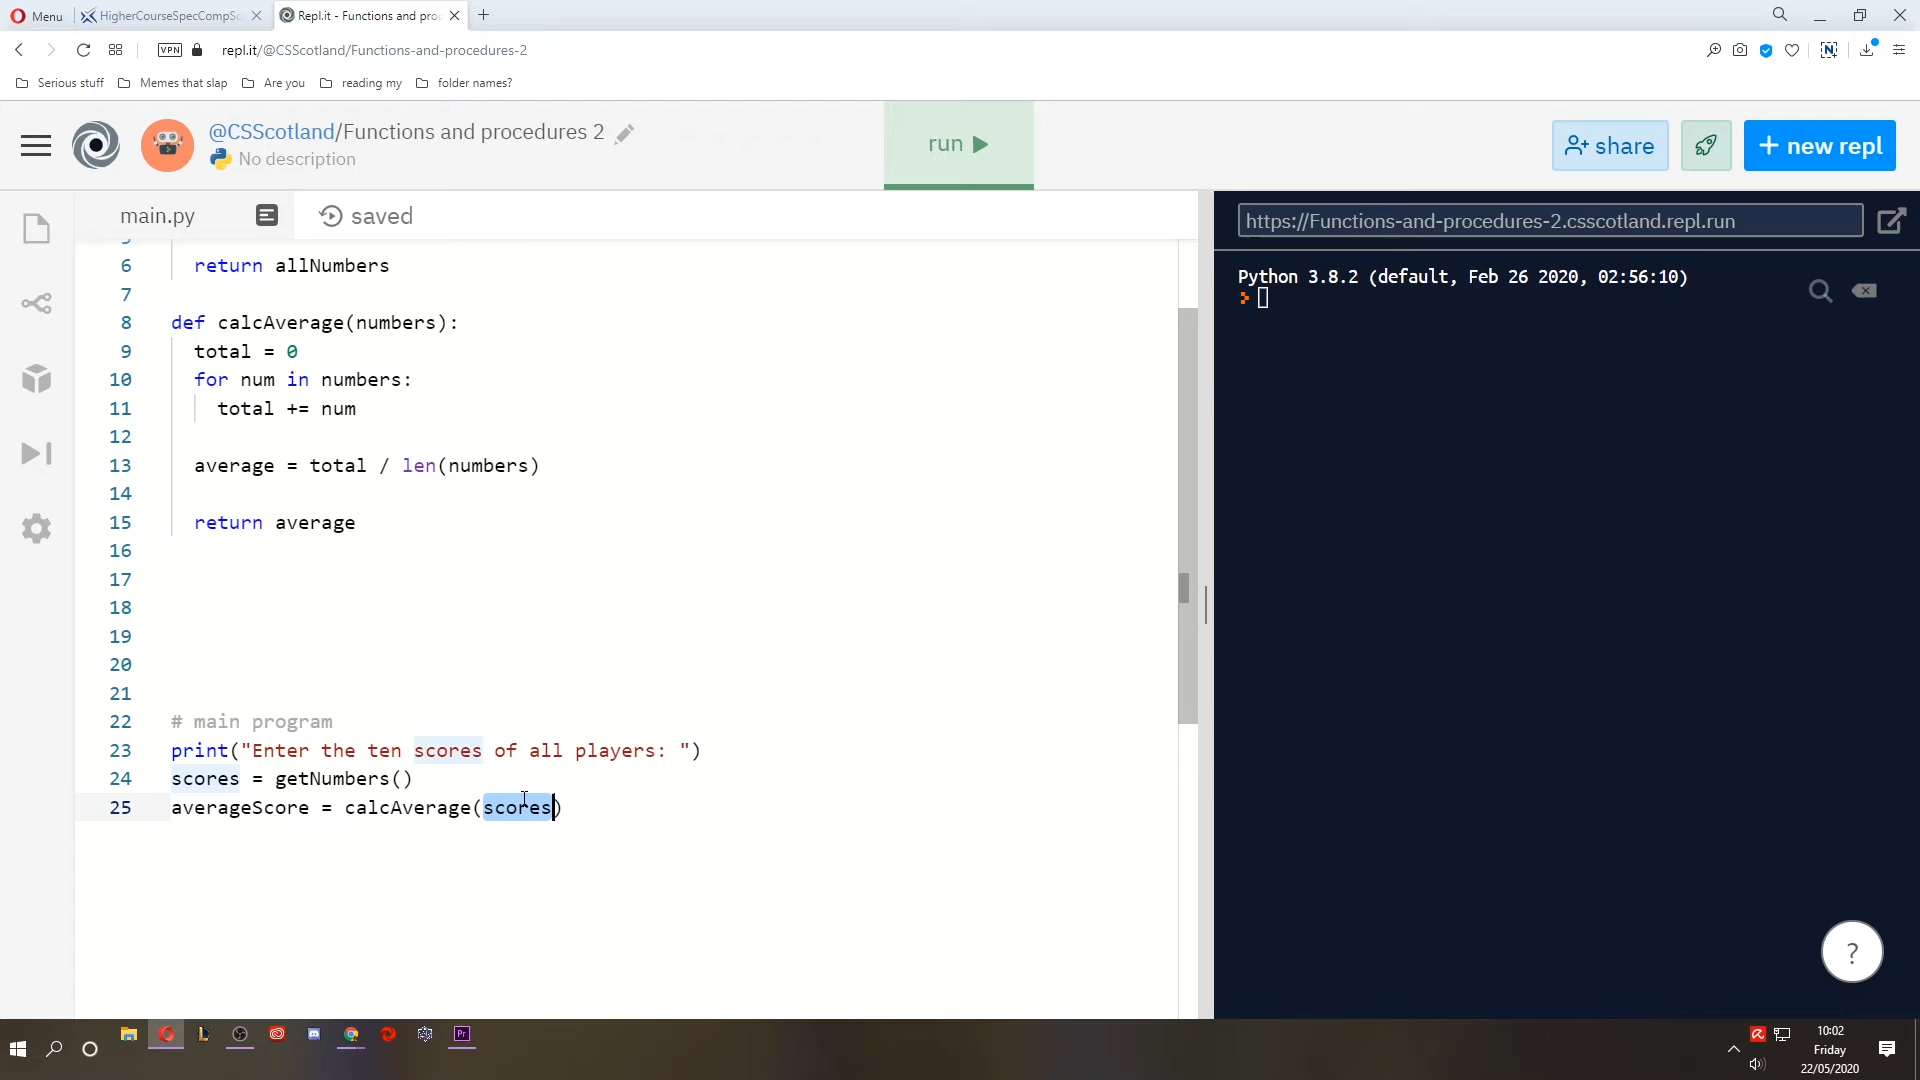 Menu
HigherCourseSpecCompSc
Repl.it - Functions and proc
VPN
repl.it/@CSScotland/Functions-and-procedures-2
Serious stuff
Memes that slap
Are you
reading my
folder names?
@CSScotland/Functions and procedures 2
No description
run
share
+ new repl
main.py
saved
https://Functions-and-procedures-2.csscotland.repl.run
Python 3.8.2 (default, Feb 26 2020, 02:56:10)
6 return allNumbers
7
8 def calcAverage(numbers):
9 total = 0
10 for num in numbers:
11 total += num
12
13 average = total / len(numbers)
14
15 return average
16
17
18
19
20
21
22 # main program
23 print("Enter the ten scores of all players: ")
24 scores = getNumbers()
25 averageScore = calcAverage(scores)
?
Pr
10:02
Friday
22/05/2020